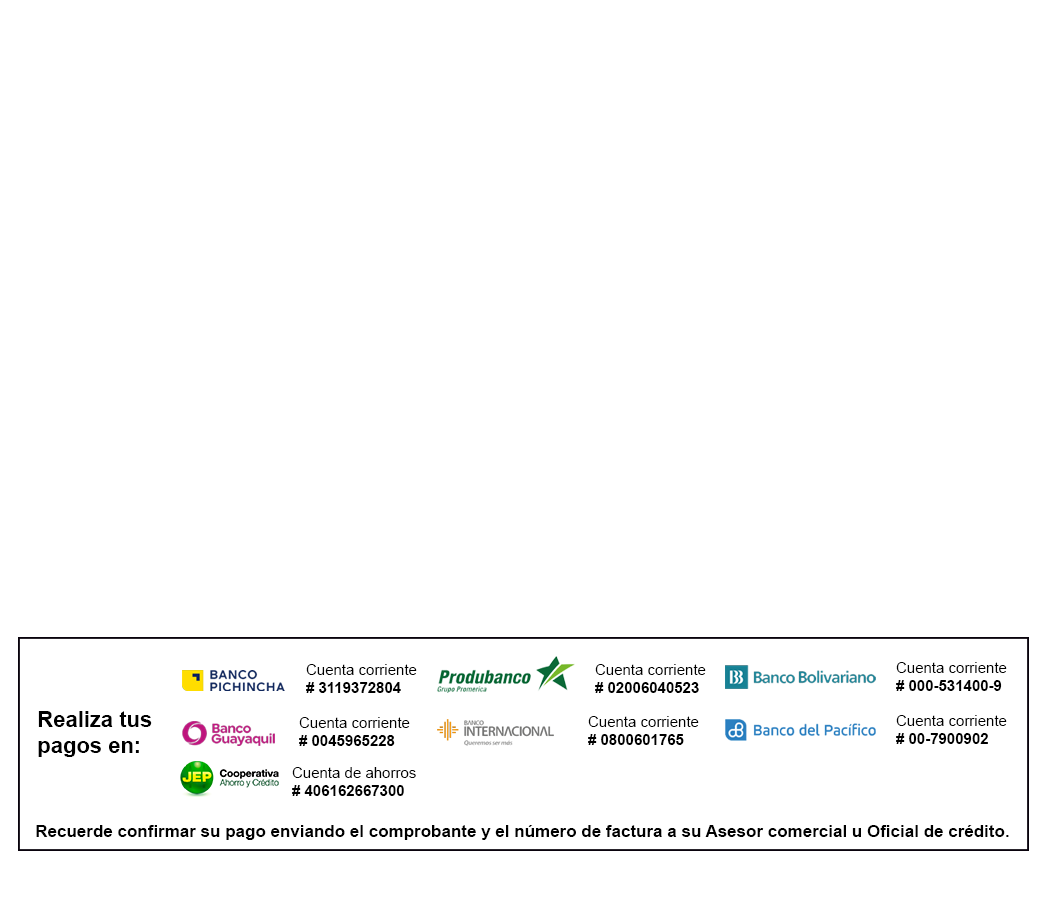 Realiza tus
pagos en:
BANCO
PICHINCHA
Cuenta corriente
# 3119372804
Produbanco
Grupo Promerica
Cuenta corriente
# 02006040523
Banco Bolivariano
Cuenta corriente
# 000-531400-9
Banco
Guayaquil
Cuenta corriente
# 0045965228
BANCO
INTERNACIONAL
Queremos ser más
Cuenta corriente
# 0800601765
Banco del Pacífico
Cuenta corriente
# 00-7900902
JEP
Cooperativa
Ahorro y Crédito
Cuenta de ahorros
# 406162667300
Recuerde confirmar su pago enviando el comprobante y el número de factura a su Asesor comercial u Oficial de crédito.